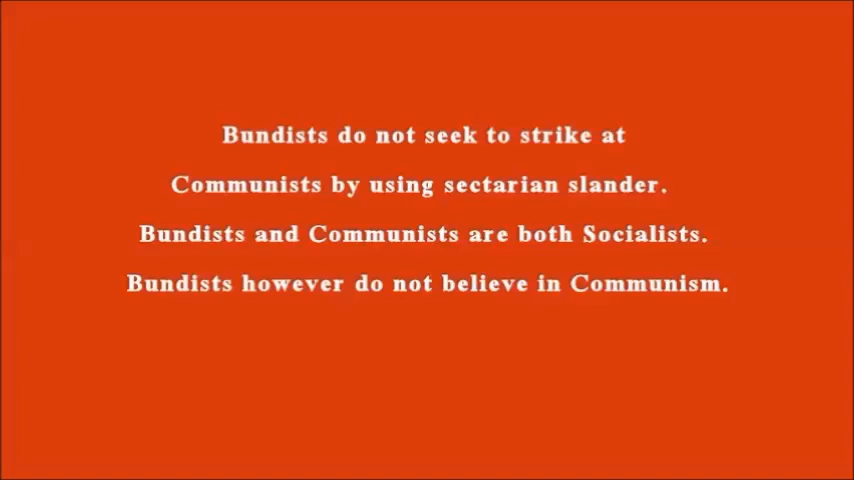 Bundists do not seek to strike at
Communists by using sectarian slander.
Bundists and Communists are both Socialists.
Bundists however do not believe in Communism.